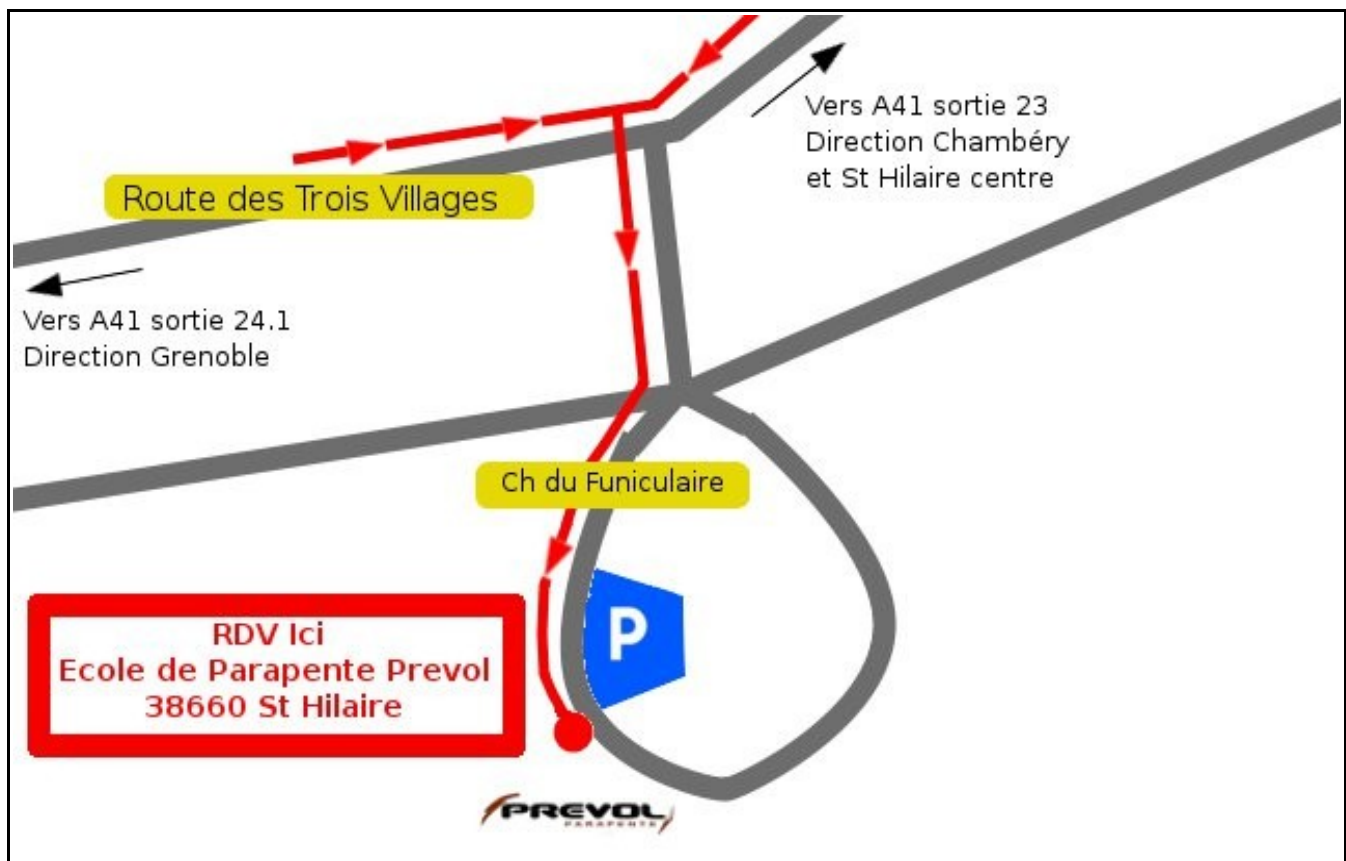 Vers A41 sortie 23
Direction Chambéry
et St Hilaire centre
Route des Trois Villages
Vers A41 sortie 24.1
Direction Grenoble
Ch du Funiculaire
P
RDV Ici
Ecole de Parapente Prevol
38660 St Hilaire
PREVOL
PARAPENTE